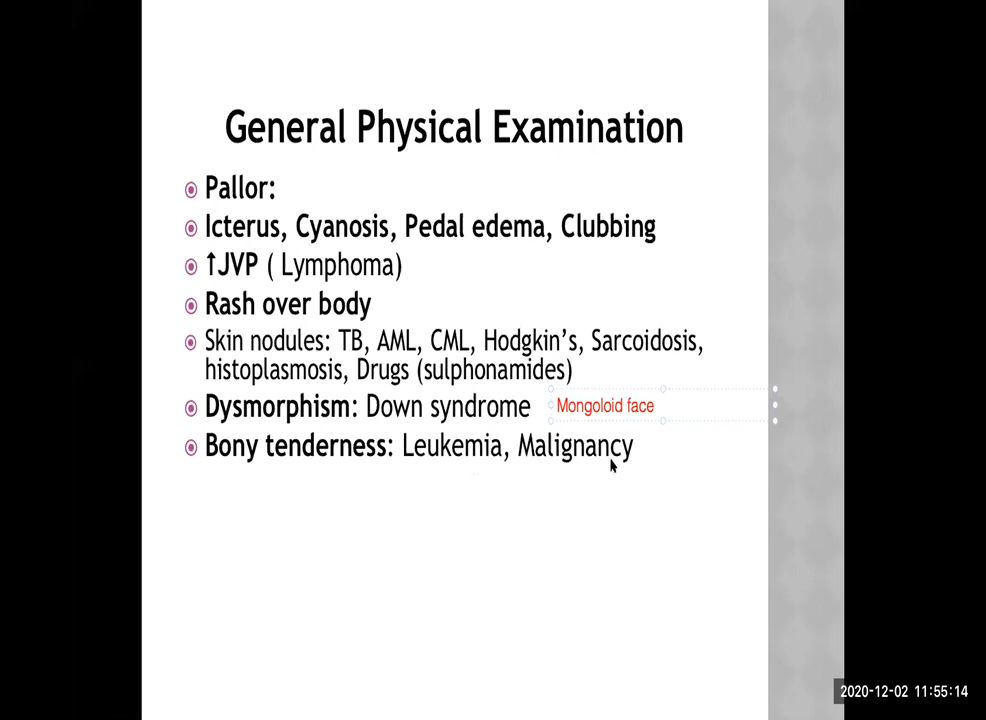 General Physical Examination
Pallor:
Icterus, Cyanosis, Pedal edema, Clubbing
↑JVP ( Lymphoma)
Rash over body
Skin nodules: TB, AML, CML, Hodgkin’s, Sarcoidosis,
histoplasmosis, Drugs (sulphonamides)
Dysmorphism: Down syndrome Mongoloid face
Bony tenderness: Leukemia, Malignancy
2020-12-02 11:55:14